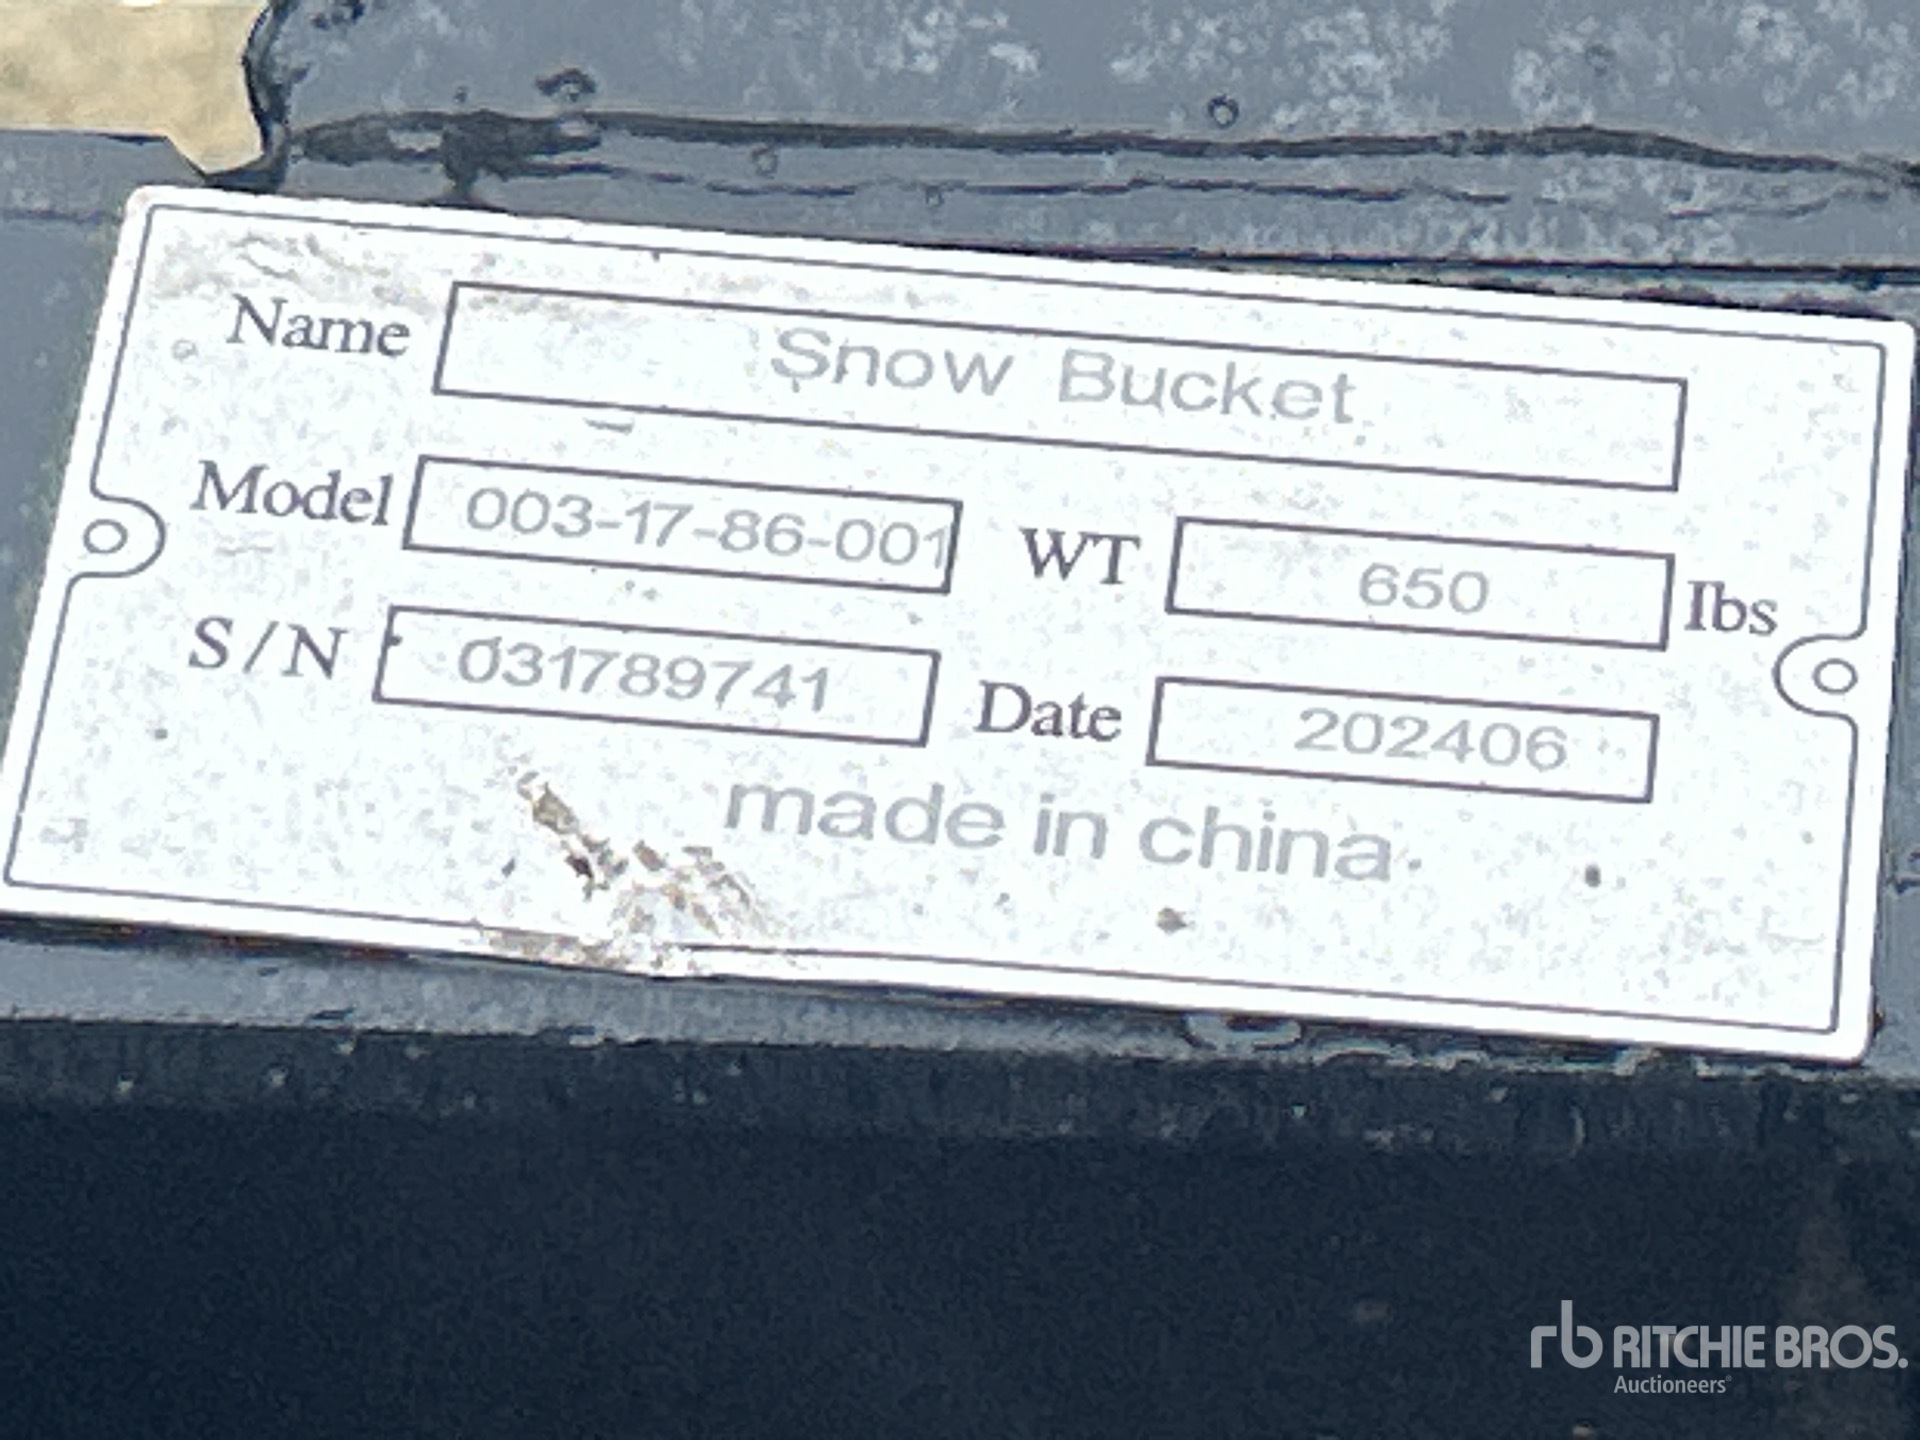 Name Snow Bucket
Model 003-17-86-001 WT 650 lbs
S/N 031789741 Date 202406
made in china
rb RITCHIE BROS.
Auctioneers